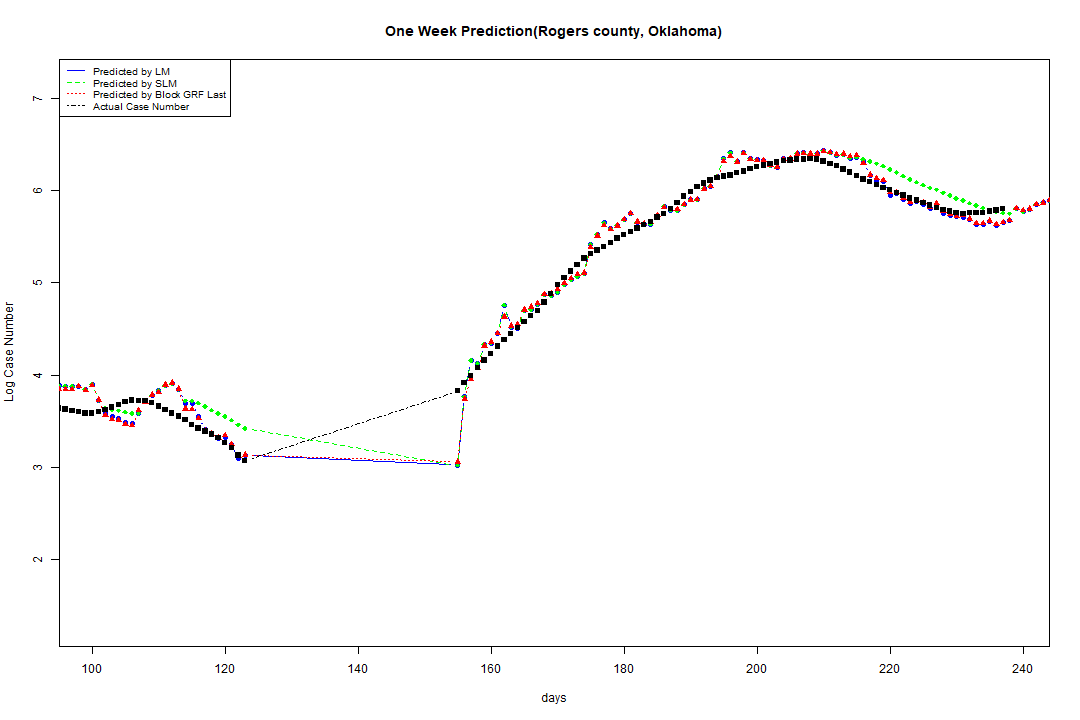 One Week Prediction(Rogers county, Oklahoma)
Predicted by LM
Predicted by SLM
Predicted by Block GRF Last
Actual Case Number
7
6
5
4
3
2
Log Case Number
100 120 140 160 180 200 220 240
days